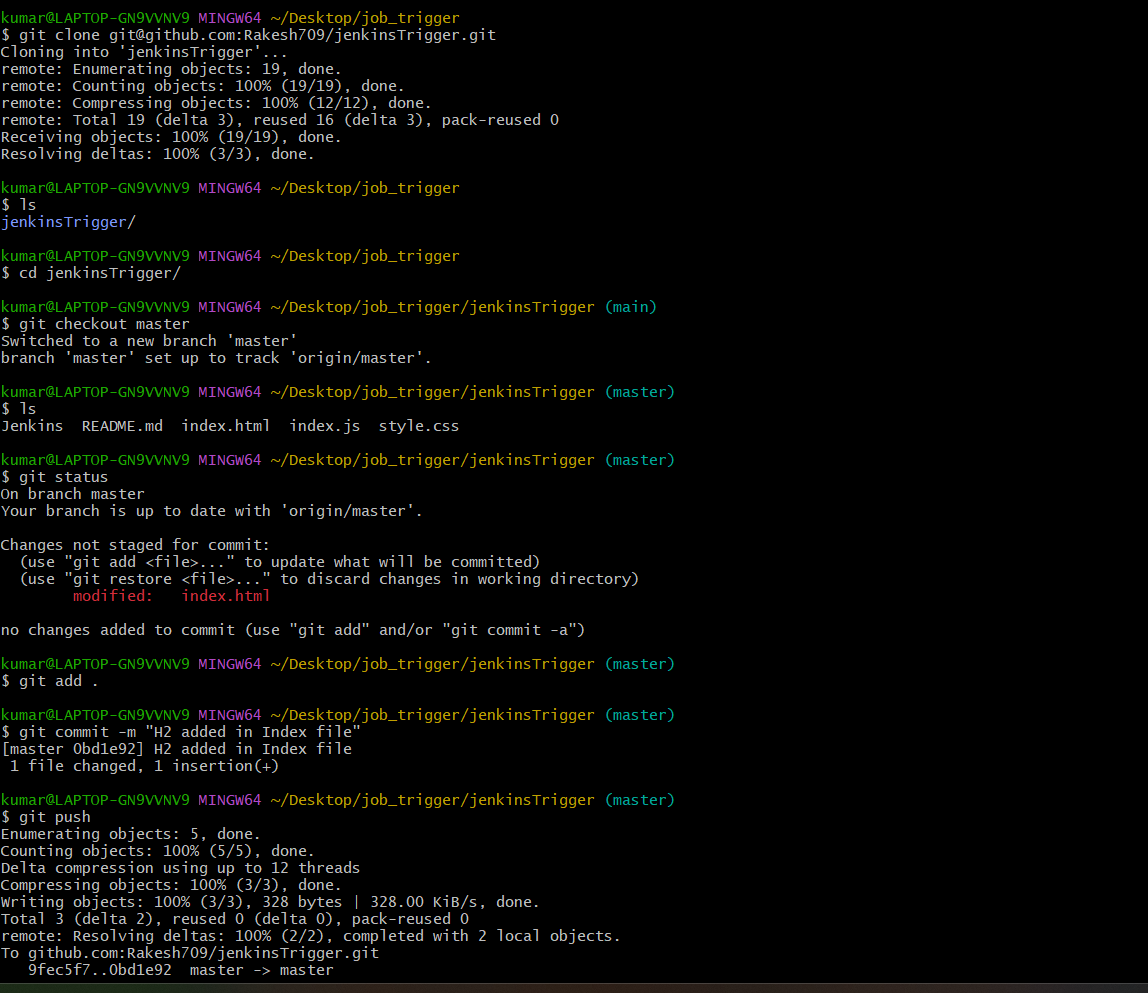 kumar@LAPTOP-GN9VVNV9 MINGW64 ~/Desktop/job_trigger
$ git clone git@github.com:Rakesh709/jenkinsTrigger.git
Cloning into 'jenkinsTrigger'...
remote: Enumerating objects: 19, done.
remote: Counting objects: 100% (19/19), done.
remote: Compressing objects: 100% (12/12), done.
remote: Total 19 (delta 3), reused 16 (delta 3), pack-reused 0
Receiving objects: 100% (19/19), done.
Resolving deltas: 100% (3/3), done.
kumar@LAPTOP-GN9VVNV9 MINGW64 ~/Desktop/job_trigger
$ ls
jenkinsTrigger/
kumar@LAPTOP-GN9VVNV9 MINGW64 ~/Desktop/job_trigger
$ cd jenkinsTrigger/
kumar@LAPTOP-GN9VVNV9 MINGW64 ~/Desktop/job_trigger/jenkinsTrigger (main)
$ git checkout master
Switched to a new branch 'master'
branch 'master' set up to track 'origin/master'.
kumar@LAPTOP-GN9VVNV9 MINGW64 ~/Desktop/job_trigger/jenkinsTrigger (master)
$ ls
Jenkins  README.md  index.html  index.js  style.css
kumar@LAPTOP-GN9VVNV9 MINGW64 ~/Desktop/job_trigger/jenkinsTrigger (master)
$ git status
On branch master
Your branch is up to date with 'origin/master'.
Changes not staged for commit:
  (use "git add <file>..." to update what will be committed)
  (use "git restore <file>..." to discard changes in working directory)
        modified:   index.html
no changes added to commit (use "git add" and/or "git commit -a")
kumar@LAPTOP-GN9VVNV9 MINGW64 ~/Desktop/job_trigger/jenkinsTrigger (master)
$ git add .
kumar@LAPTOP-GN9VVNV9 MINGW64 ~/Desktop/job_trigger/jenkinsTrigger (master)
$ git commit -m "H2 added in Index file"
[master 0bd1e92] H2 added in Index file
 1 file changed, 1 insertion(+)
kumar@LAPTOP-GN9VVNV9 MINGW64 ~/Desktop/job_trigger/jenkinsTrigger (master)
$ git push
Enumerating objects: 5, done.
Counting objects: 100% (5/5), done.
Delta compression using up to 12 threads
Compressing objects: 100% (3/3), done.
Writing objects: 100% (3/3), 328 bytes | 328.00 KiB/s, done.
Total 3 (delta 2), reused 0 (delta 0), pack-reused 0
remote: Resolving deltas: 100% (2/2), completed with 2 local objects.
To github.com:Rakesh709/jenkinsTrigger.git
   9fec5f7..0bd1e92  master -> master